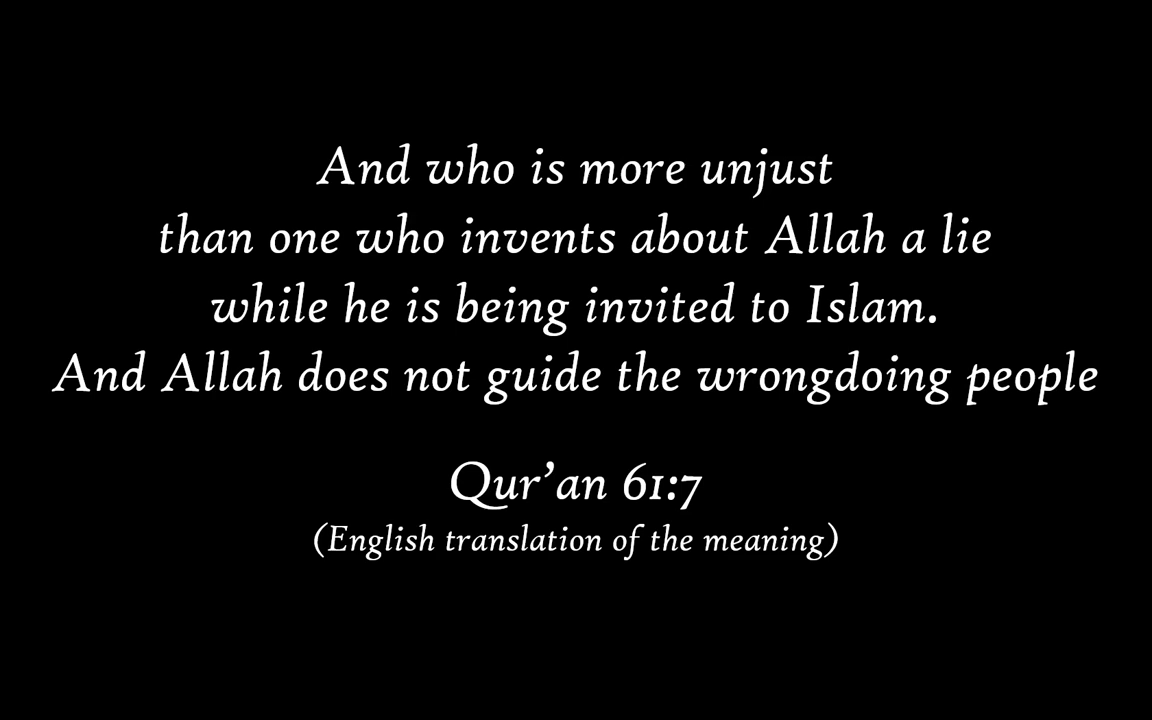 And who is more unjust
than one who invents about Allah a lie
while he is being invited to Islam.
And Allah does not guide the wrongdoing people
Qur’an 61:7
(English translation of the meaning)